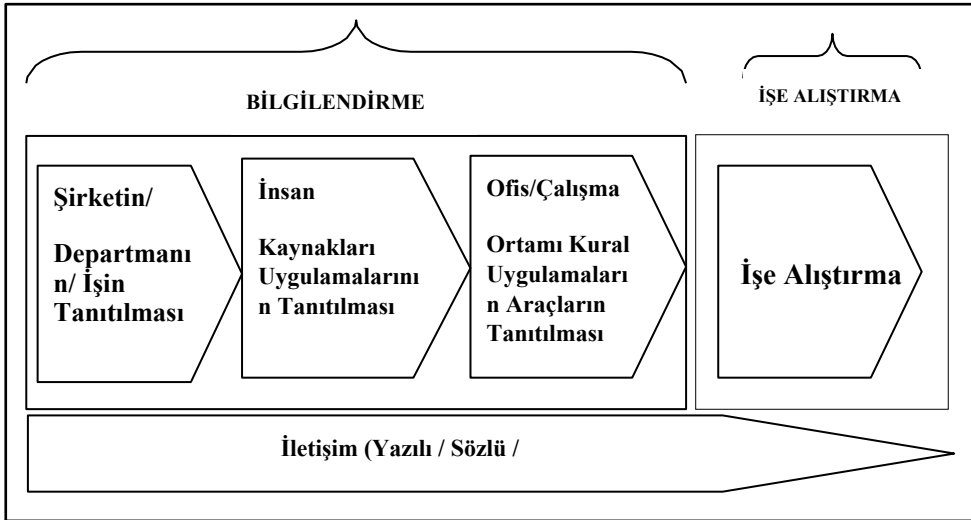 BİLGİLENDİRME
İŞE ALIŞTIRMA
Şirketin/
Departmanı
n/ İşin
Tanıtılması
İnsan
Kaynakları
Uygulamalarını
n Tanıtılması
Ofis/Çalışma
Ortamı Kural
Uygulamaları
n Araçların
Tanıtılması
İşe Alıştırma
İletişim (Yazılı / Sözlü /